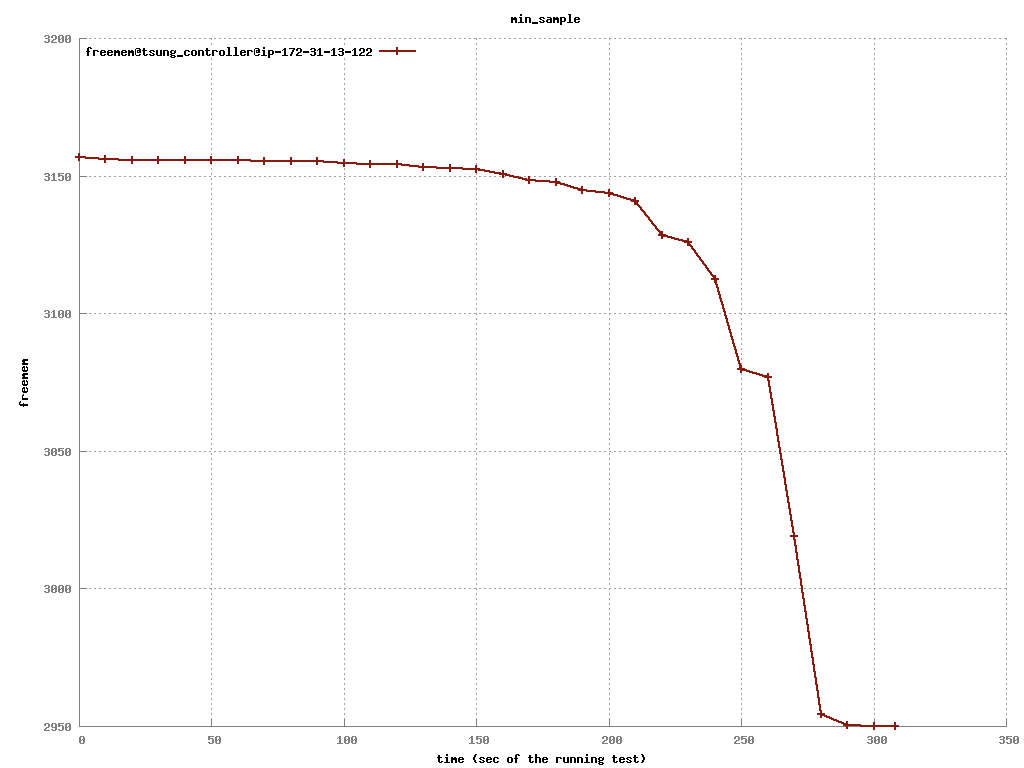 min_sample
3200
freemem@tsung_controller@ip-172-31-13-122
3150
3100
freemem
3050
3000
2950
0 50 100 150 200 250 300 350
time (sec of the running test)